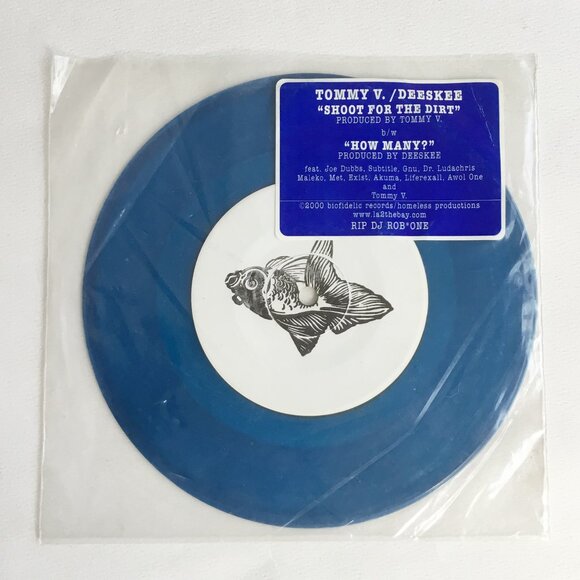 TOMMY V. /DEESKEE
"SHOOT FOR THE DIRT"
PRODUCED BY TOMMY V.
b/w
"HOW MANY?"
PRODUCED BY DEESKEE
feat. Joe Dubbs, Subtitle, Gnu, Dr. Ludachris
Maleko, Met, Exist, Akuma, Liferexall, Awol One
and
Tommy V.
©2000 biofidelic records/homeless productions
www.la2thebay.com
RIP DJ ROB*ONE